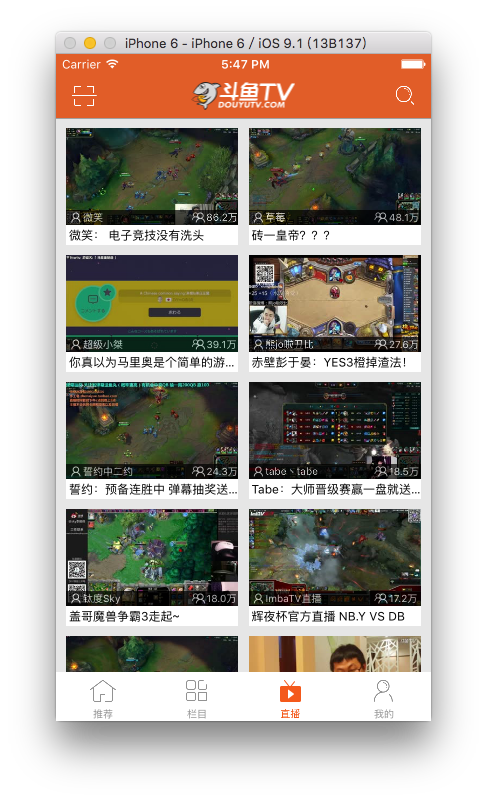 iPhone 6 - iPhone 6 / iOS 9.1 (13B137)
Carrier 5:47 PM
斗鱼TV
DOUYUTV.COM
微笑 86.2万
草莓 48.1万
微笑： 电子竞技没有洗头
砖一皇帝？？？
超级小桀 39.1万
熊jo啦丑比 27.6万
你真以为马里奥是个简单的游...
赤壁彭于晏：YES3橙掉渣法！
誓约中二约 24.3万
tabe丶tabe 18.5万
誓约：预备连胜中 弹幕抽奖送...
Tabe：大师晋级赛赢一盘就送...
钛度Sky 18.0万
ImbaTV直播 17.2万
盖哥魔兽争霸3走起~
辉夜杯官方直播 NB.Y VS DB
推荐 栏目 直播 我的